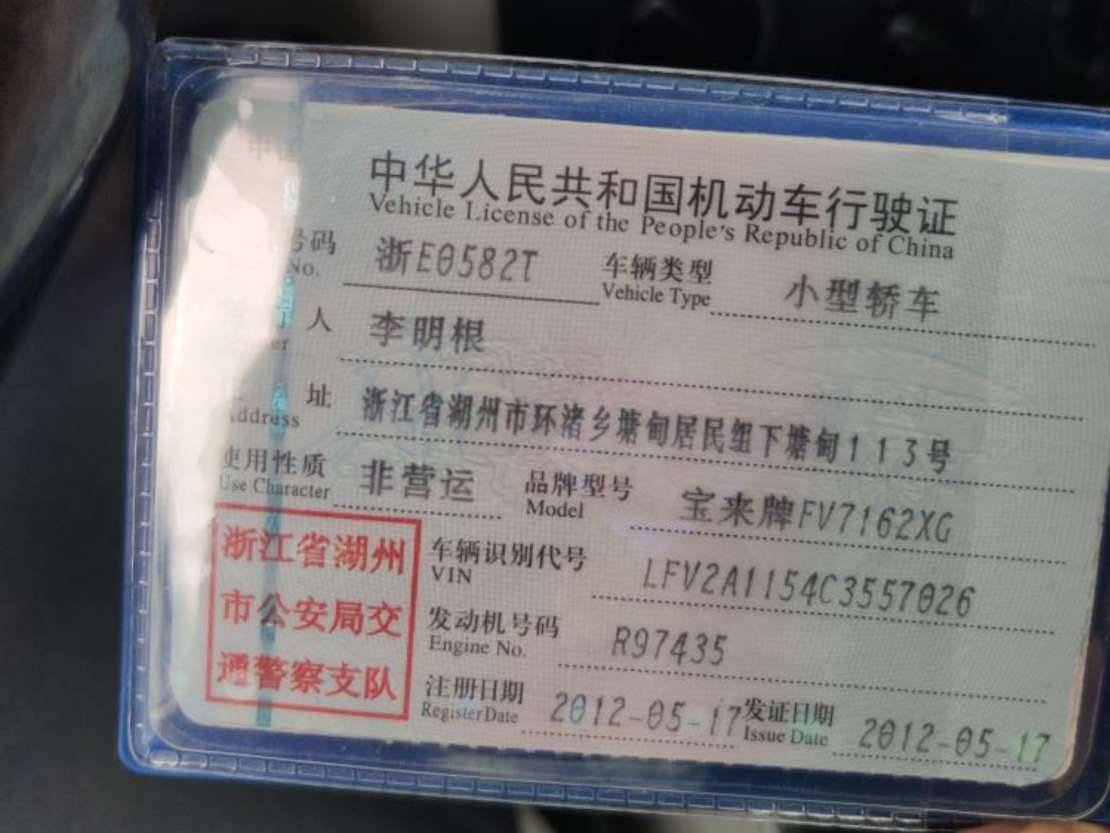 中华人民共和国机动车行驶证
Vehicle License of the People's Republic of China
号码 浙E0582T 车辆类型 小型轿车
No. Vehicle Type
人 李明根
址 浙江省湖州市环渚乡塘甸居民组下塘甸113号
Address
使用性质 非营运 品牌型号 宝来牌FV7162XG
Use Character Model
浙江省湖州
市公安局交
通警察支队
车辆识别代号 LFV2A1154C3557026
VIN
发动机号码 R97435
Engine No.
注册日期 2012-05-17 发证日期 2012-05-17
Register Date Issue Date